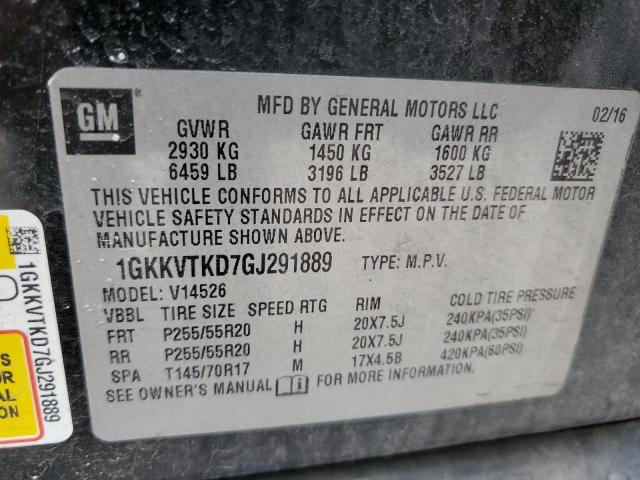 GM
MFD BY GENERAL MOTORS LLC
02/16
GVWR GAWR FRT GAWR RR
2930 KG 1450 KG 1600 KG
6459 LB 3196 LB 3527 LB
THIS VEHICLE CONFORMS TO ALL APPLICABLE U.S. FEDERAL MOTOR
VEHICLE SAFETY STANDARDS IN EFFECT ON THE DATE OF
MANUFACTURE SHOWN ABOVE.
1GKKVTKD7GJ291889 TYPE: M.P.V.
MODEL: V14526
VBBL TIRE SIZE SPEED RTG RIM COLD TIRE PRESSURE
FRT P255/55R20 H 20X7.5J 240KPA(35PSI)
RR P255/55R20 H 20X7.5J 240KPA(35PSI)
SPA T145/70R17 M 17X4.5B 420KPA(60PSI)
SEE OWNER'S MANUAL FOR MORE INFORMATION.
1GKKVTKD7GJ291889